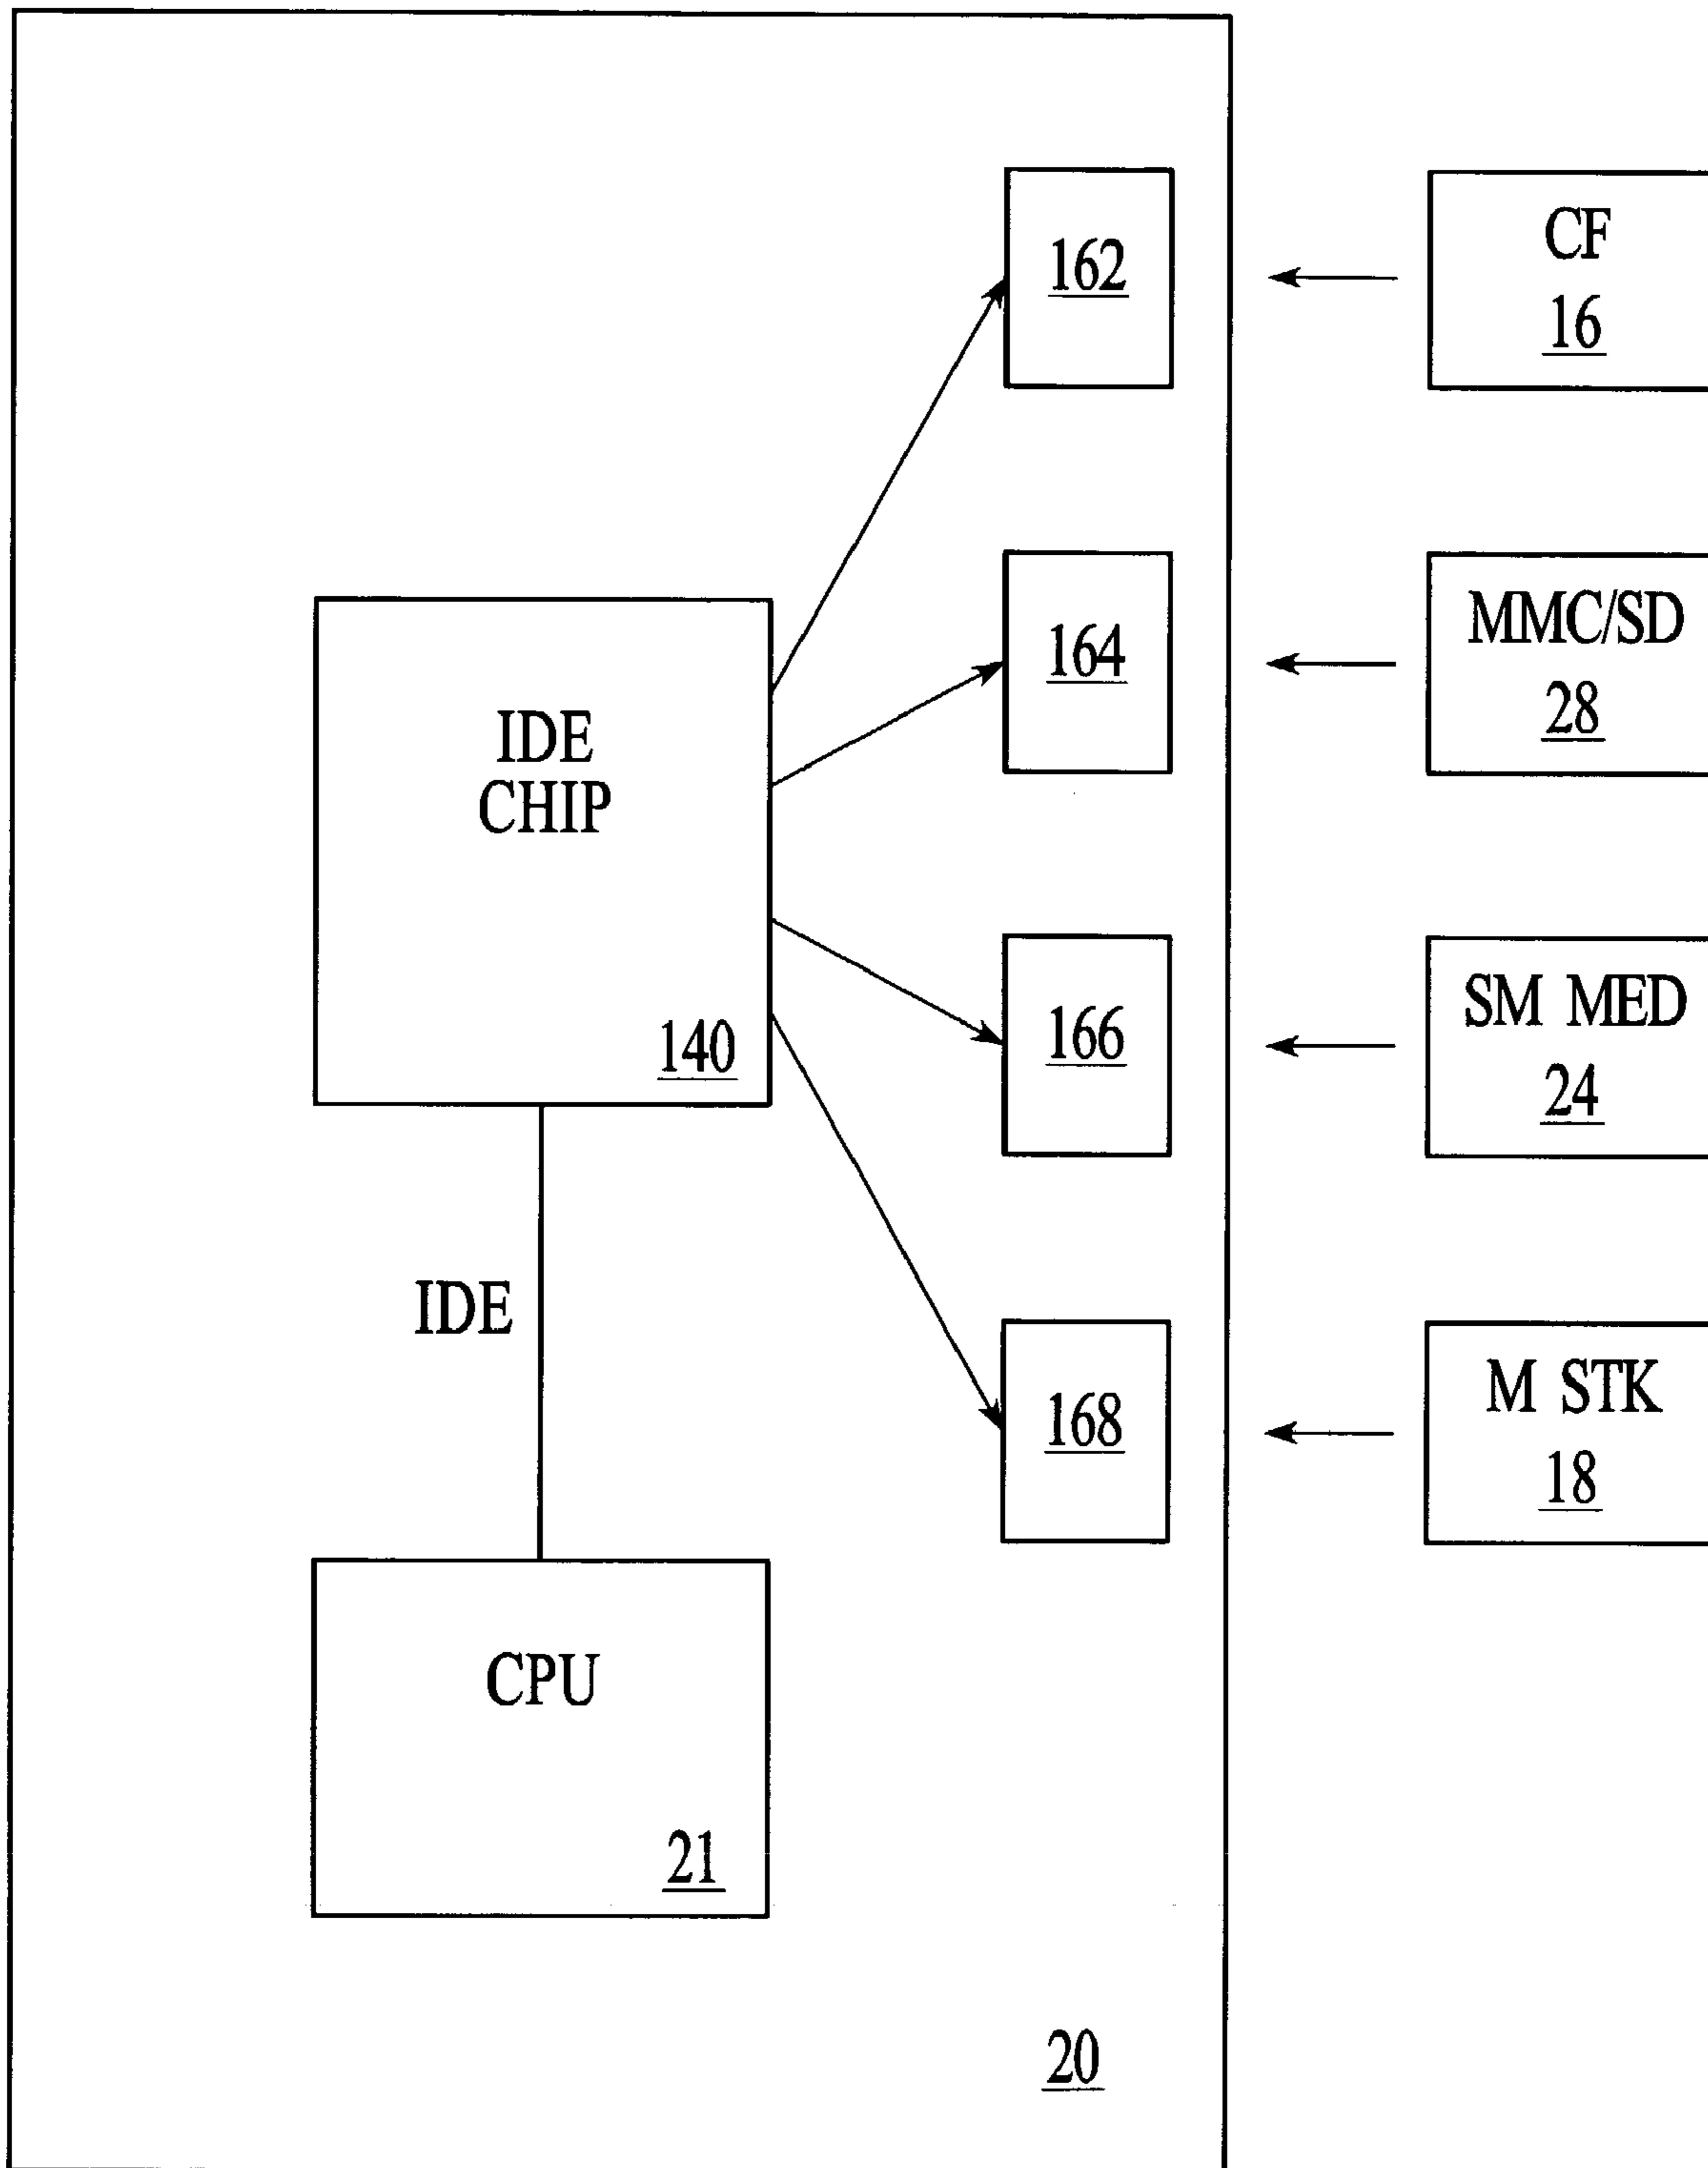 162
CF
16
164
MMC/SD
28
IDE
CHIP
140
166
SM MED
24
IDE
168
M STK
18
CPU
21
20